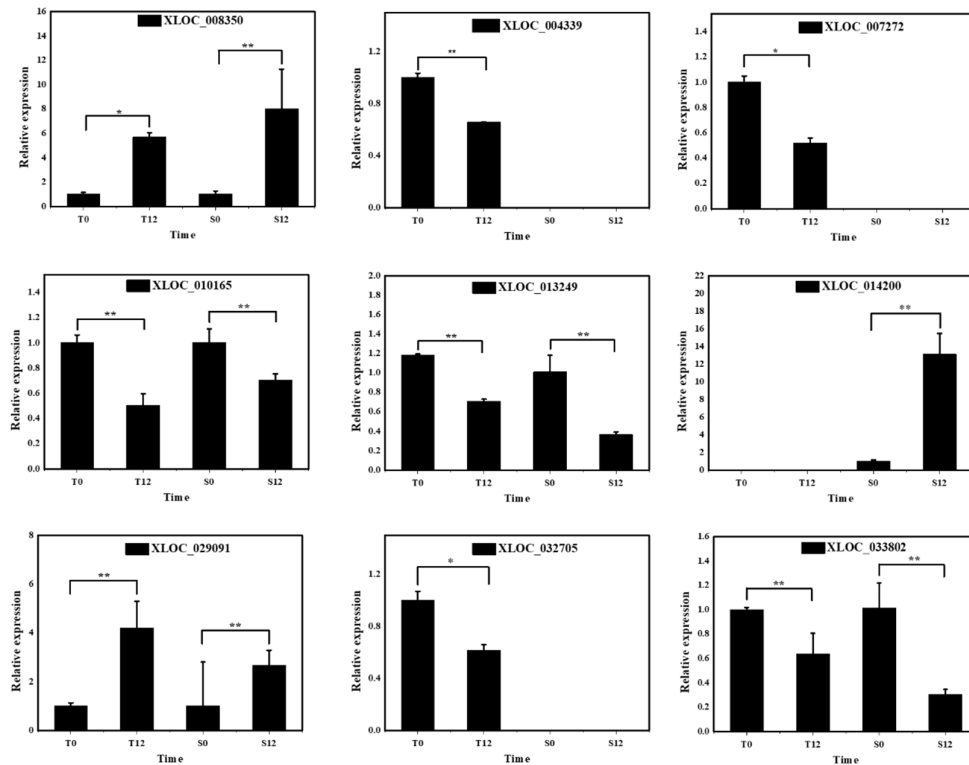 XLOC_008350
Relative expression
16
14
12
10
8
6
4
2
0
*
**
T0 T12 S0 S12
Time
XLOC_004339
Relative expression
1.2
0.8
0.4
0.0
**
T0 T12 S0 S12
Time
XLOC_007272
Relative expression
1.4
1.2
1.0
0.8
0.6
0.4
0.2
0.0
*
T0 T12 S0 S12
Time
XLOC_010165
Relative expression
1.4
1.2
1.0
0.8
0.6
0.4
0.2
0.0
**
**
T0 T12 S0 S12
Time
XLOC_013249
Relative expression
2.0
1.8
1.6
1.4
1.2
1.0
0.8
0.6
0.4
0.2
0.0
**
**
T0 T12 S0 S12
Time
XLOC_014200
Relative expression
22
20
18
16
14
12
10
8
6
4
2
0
**
T0 T12 S0 S12
Time
XLOC_029091
Relative expression
8
6
4
2
0
**
**
T0 T12 S0 S12
Time
XLOC_032705
Relative expression
1.2
0.8
0.4
0.0
*
T0 T12 S0 S12
Time
XLOC_033802
Relative expression
1.6
1.4
1.2
1.0
0.8
0.6
0.4
0.2
0.0
**
**
T0 T12 S0 S12
Time